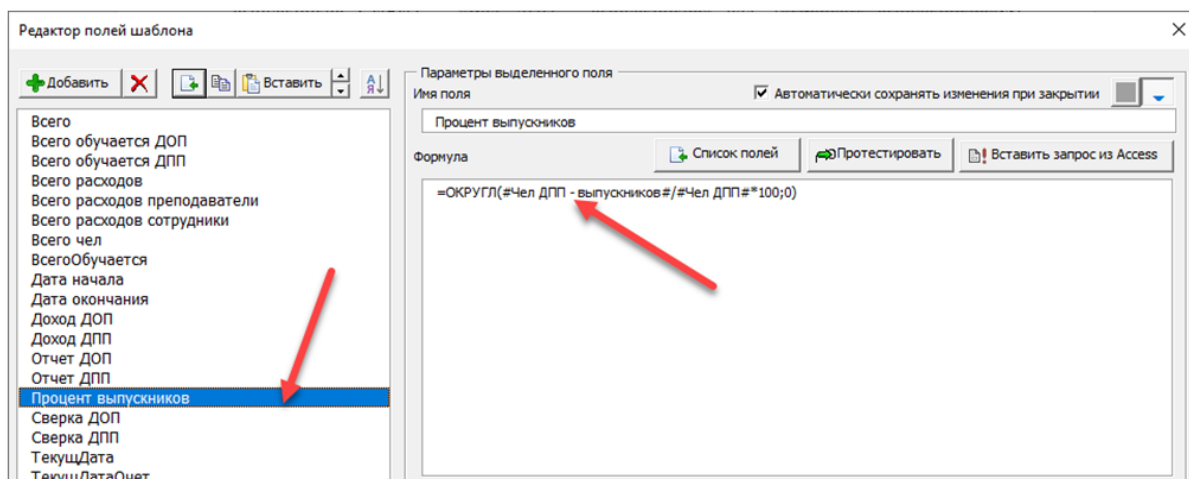 Редактор полей шаблона
Добавить
Вставить
Параметры выделенного поля
Имя поля
Автоматически сохранять изменения при закрытии
Процент выпускников
Формула
Список полей
Протестировать
Вставить запрос из Access
=ОКРУГЛ(#Чел ДПП - выпускников#/#Чел ДПП#*100;0)
Всего
Всего обучается ДОП
Всего обучается ДПП
Всего расходов
Всего расходов преподаватели
Всего расходов сотрудники
Всего чел
ВсегоОбучается
Дата начала
Дата окончания
Доход ДОП
Доход ДПП
Отчет ДОП
Отчет ДПП
Процент выпускников
Сверка ДОП
Сверка ДПП
ТекущДата
ТекущДатаОчет